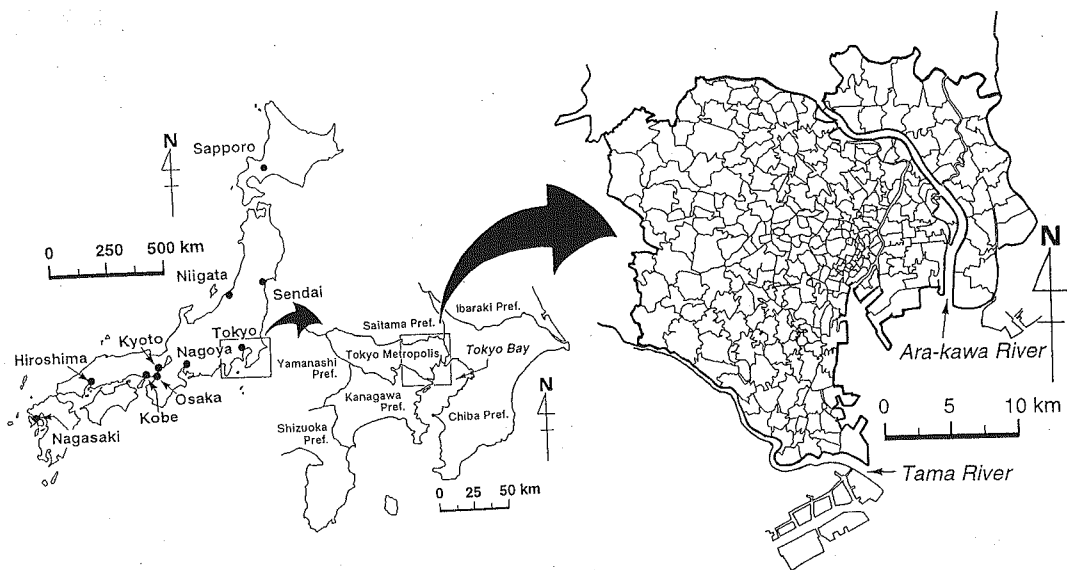 N
Sapporo
0 250 500 km
Niigata
Sendai
Tokyo
Kyoto
Nagoya
Hiroshima
Osaka
Kobe
Nagasaki
Ibaraki Pref.
Saitama Pref.
Tokyo Metropolis
Tokyo Bay
Yamanashi
Pref.
Kanagawa
Pref.
Chiba Pref.
Shizuoka
Pref.
N
0 25 50 km
N
Ara-kawa River
0 5 10 km
Tama River